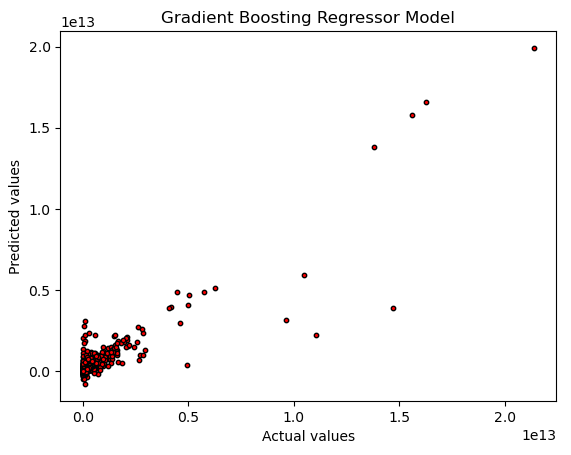 Gradient Boosting Regressor Model
1e13
2.0
1.5
1.0
0.5
0.0
Predicted values
0.0 0.5 1.0 1.5 2.0
Actual values
1e13